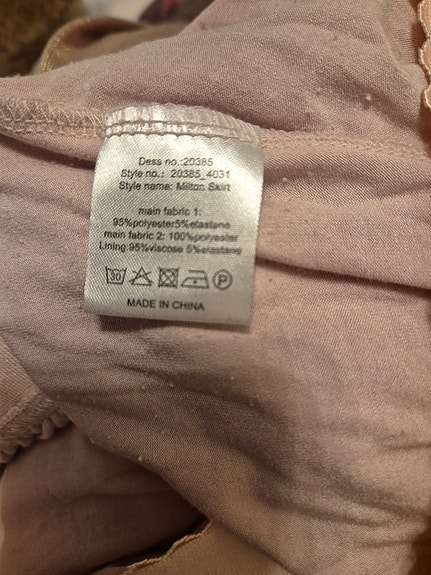 Dess no.:20385
Style no.: 20385_4031
Style name: Milton Skirt
main fabric 1:
95%polyester5%elastane
main fabric 2: 100%polyester
Lining:95%viscose 5%elastane
30 P
MADE IN CHINA